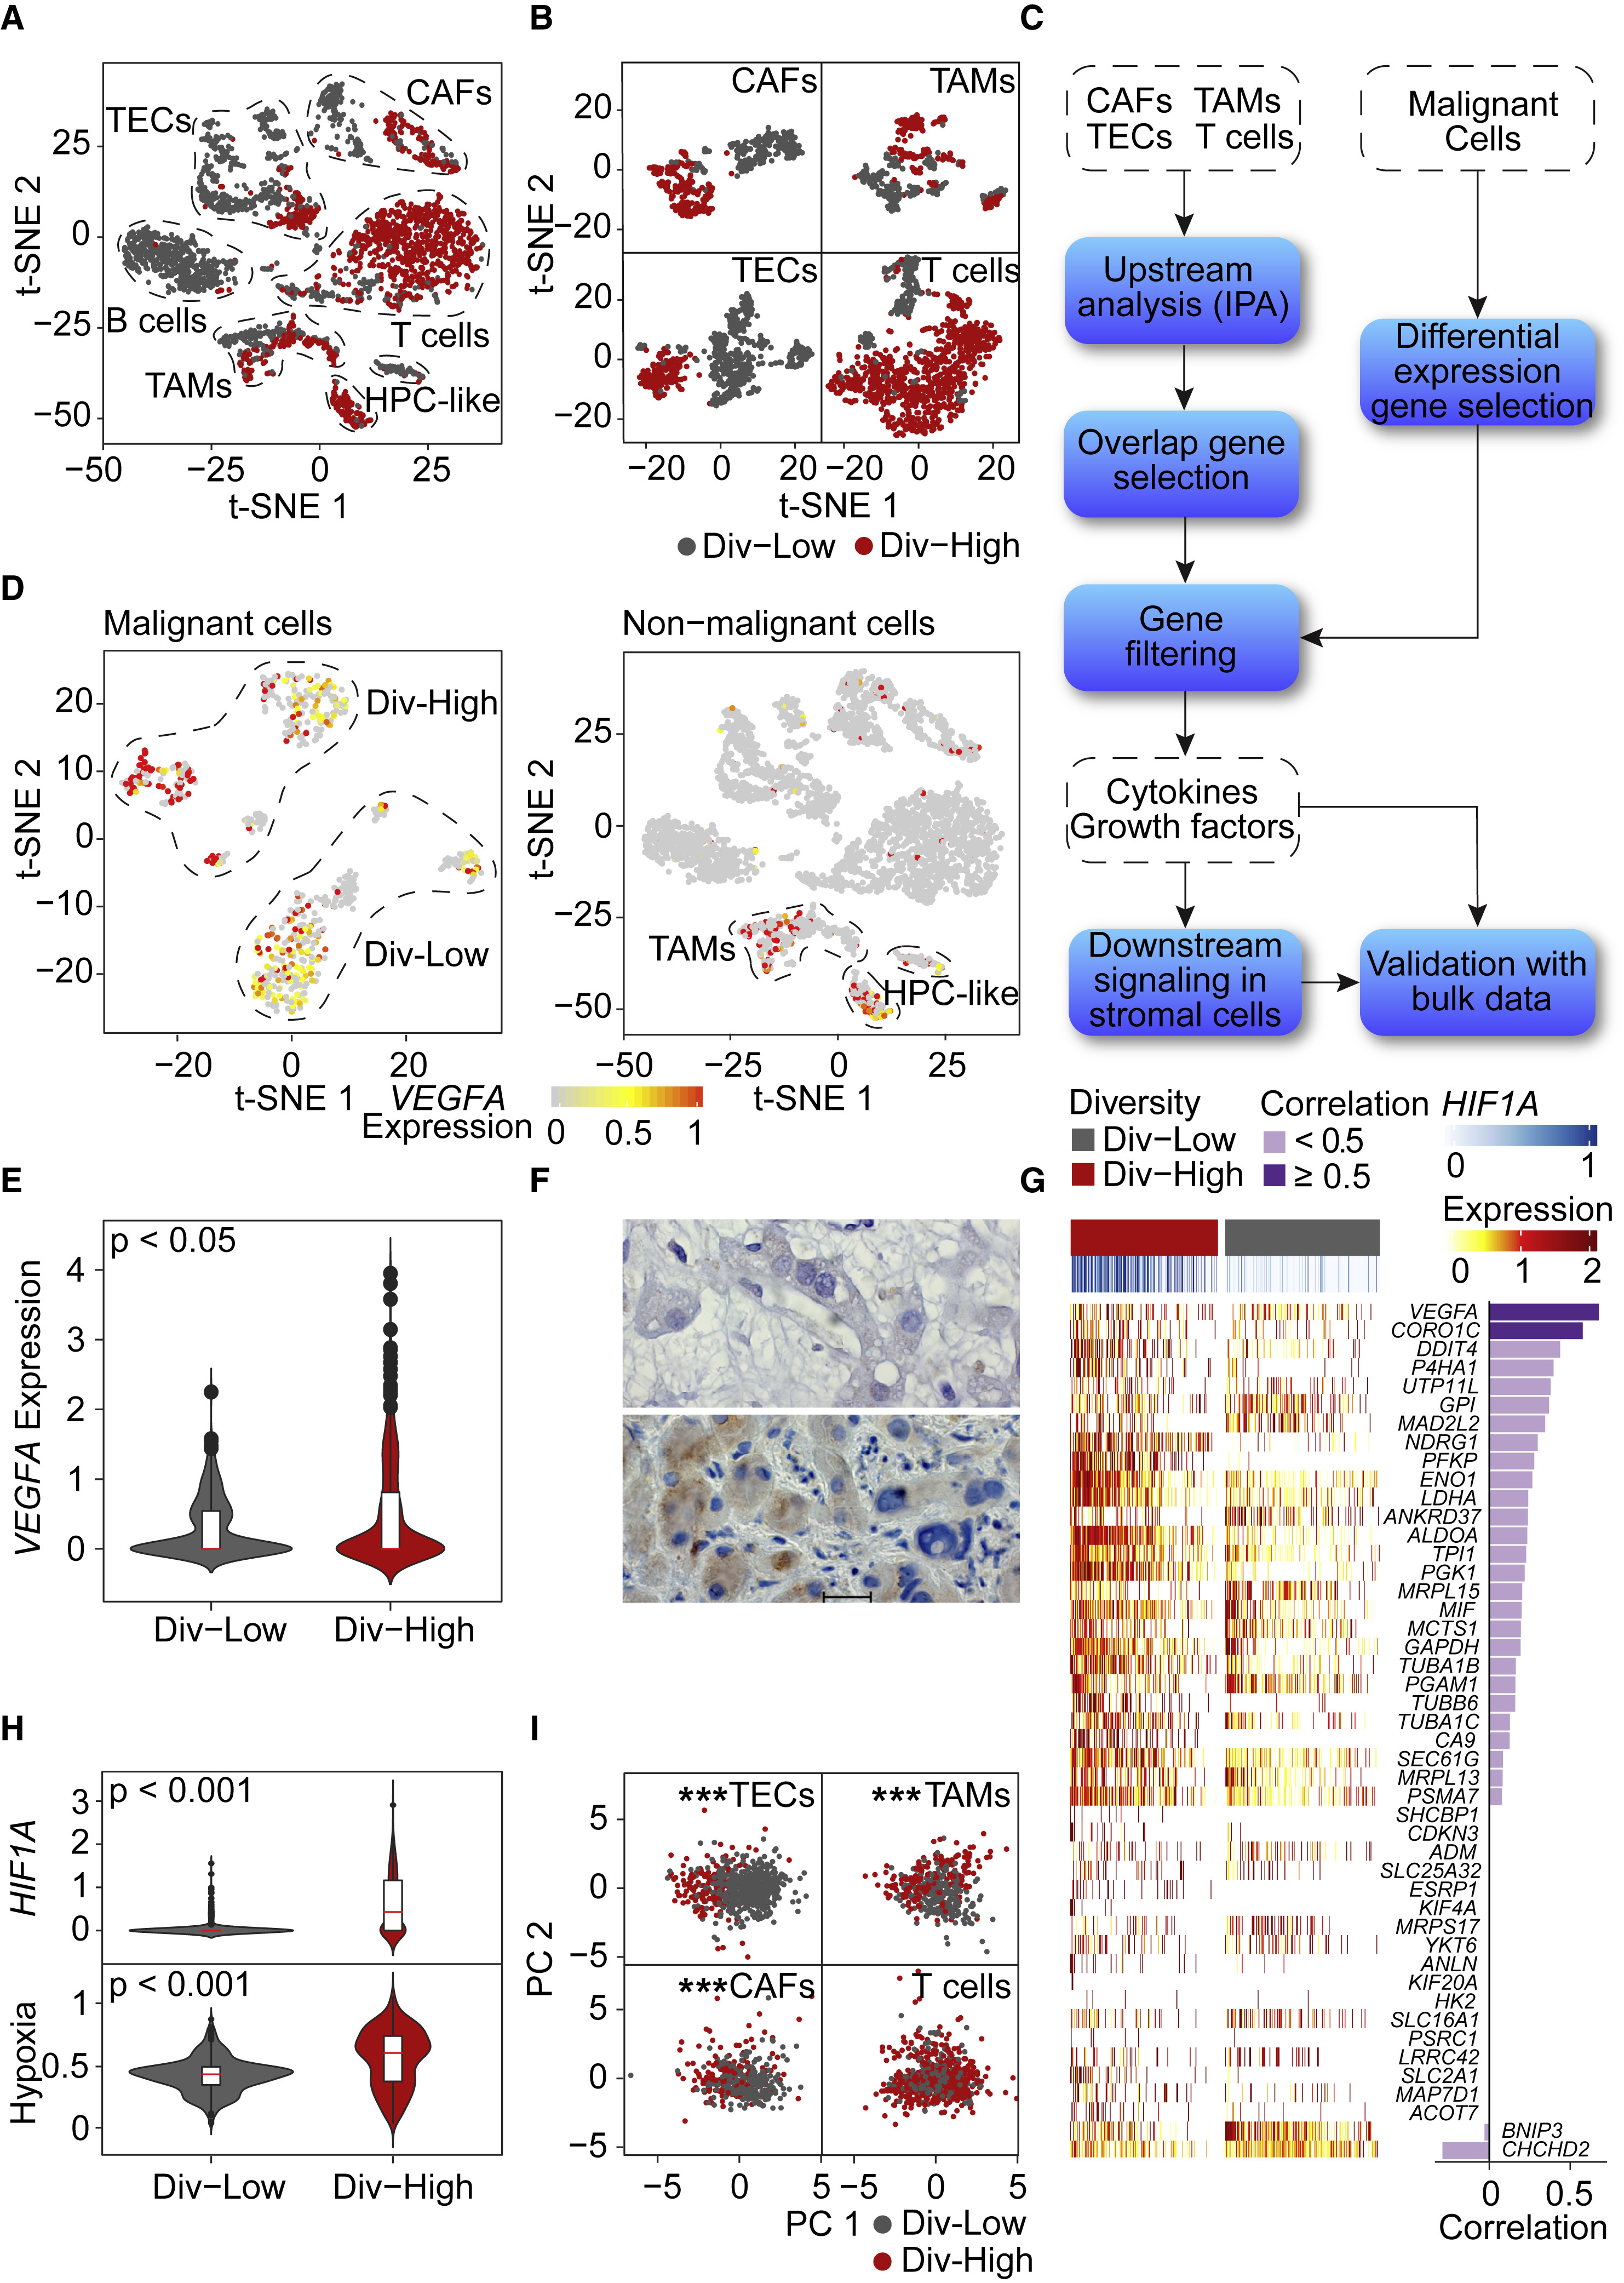 A
TECs
CAFs
B cells
T cells
TAMs
HPC-like
25
0
−25
−50
−50
−25
0
25
t-SNE 2
t-SNE 1
B
CAFs
TAMs
TECs
T cells
20
0
−20
20
0
−20
−20
0
20
−20
0
20
t-SNE 2
t-SNE 1
Div−Low
Div−High
C
CAFs TAMs
TECs T cells
Malignant
Cells
Upstream
analysis (IPA)
Differential
expression
gene selection
Overlap gene
selection
Gene
filtering
Cytokines
Growth factors
Downstream
signaling in
stromal cells
Validation with
bulk data
D
Malignant cells
Div-High
Div-Low
20
10
0
−10
−20
−20
0
20
t-SNE 2
t-SNE 1
Non−malignant cells
TAMs
HPC-like
25
0
−25
−50
−50
−25
0
25
t-SNE 2
t-SNE 1
VEGFA
Expression
0
0.5
1
E
p < 0.05
VEGFA Expression
4
3
2
1
0
Div−Low
Div−High
F
G
Diversity
Div−Low
Div−High
Correlation
< 0.5
≥ 0.5
HIF1A
0
1
Expression
0
1
2
VEGFA
CORO1C
DDIT4
P4HA1
UTP11L
GPI
MAD2L2
NDRG1
PFKP
ENO1
LDHA
ANKRD37
ALDOA
TPI1
PGK1
MRPL15
MIF
MCTS1
GAPDH
TUBA1B
PGAM1
TUBB6
TUBA1C
CA9
SEC61G
MRPL13
PSMA7
SHCBP1
CDKN3
ADM
SLC25A32
ESRP1
KIF4A
MRPS17
YKT6
ANLN
KIF20A
HK2
SLC16A1
PSRC1
LRRC42
SLC2A1
MAP7D1
ACOT7
BNIP3
CHCHD2
0
0.5
Correlation
H
p < 0.001
HIF1A
3
2
1
0
p < 0.001
Hypoxia
1
0.5
0
Div−Low
Div−High
I
***TECs
***TAMs
***CAFs
T cells
5
0
−5
5
0
−5
−5
0
5
−5
0
5
PC 2
PC 1
Div-Low
Div-High